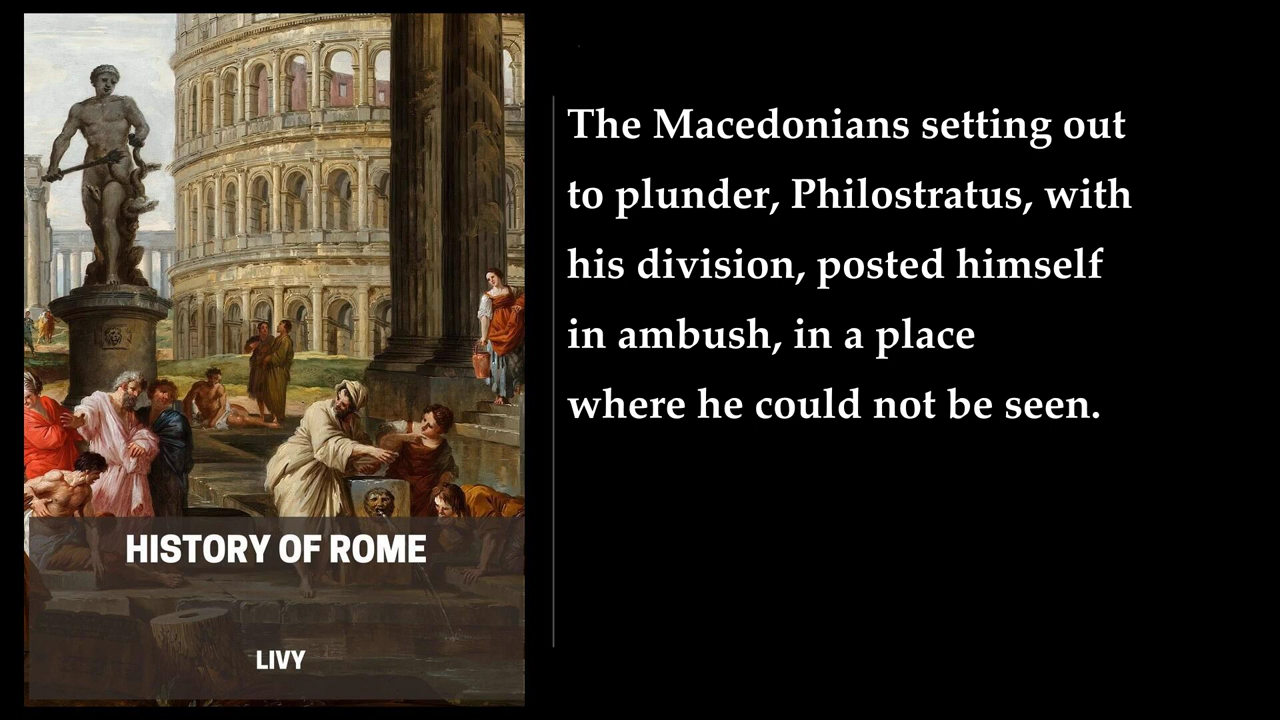 HISTORY OF ROME
LIVY
The Macedonians setting out
to plunder, Philostratus, with
his division, posted himself
in ambush, in a place
where he could not be seen.